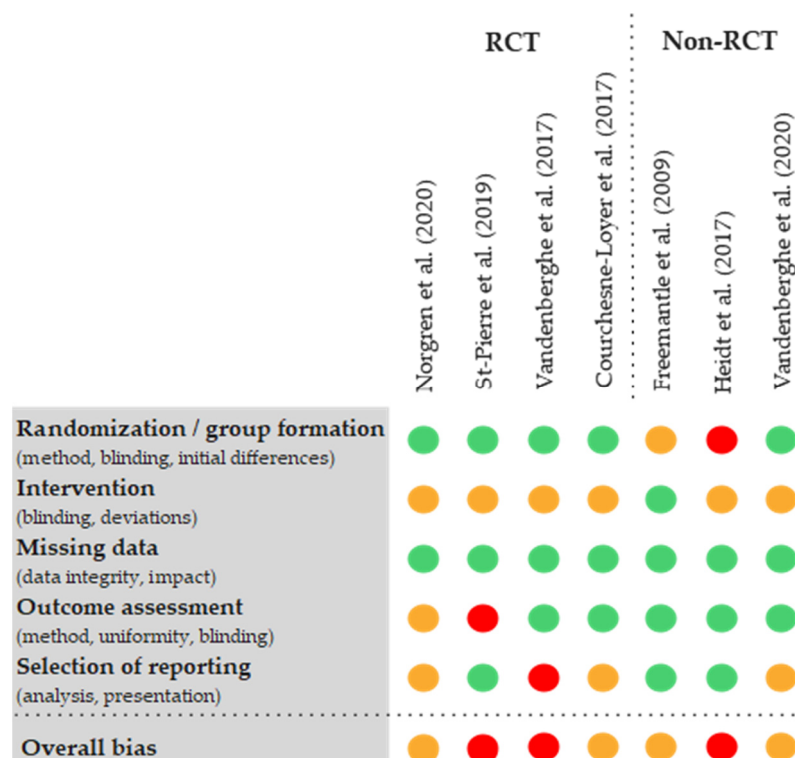 RCT
Non-RCT
Norgren et al. (2020)
St-Pierre et al. (2019)
Vandenberghe et al. (2017)
Courchesne-Loyer et al. (2017)
Freemantle et al. (2009)
Heidt et al. (2017)
Vandenberghe et al. (2020)
Randomization / group formation
(method, blinding, initial differences)
Intervention
(blinding, deviations)
Missing data
(data integrity, impact)
Outcome assessment
(method, uniformity, blinding)
Selection of reporting
(analysis, presentation)
Overall bias